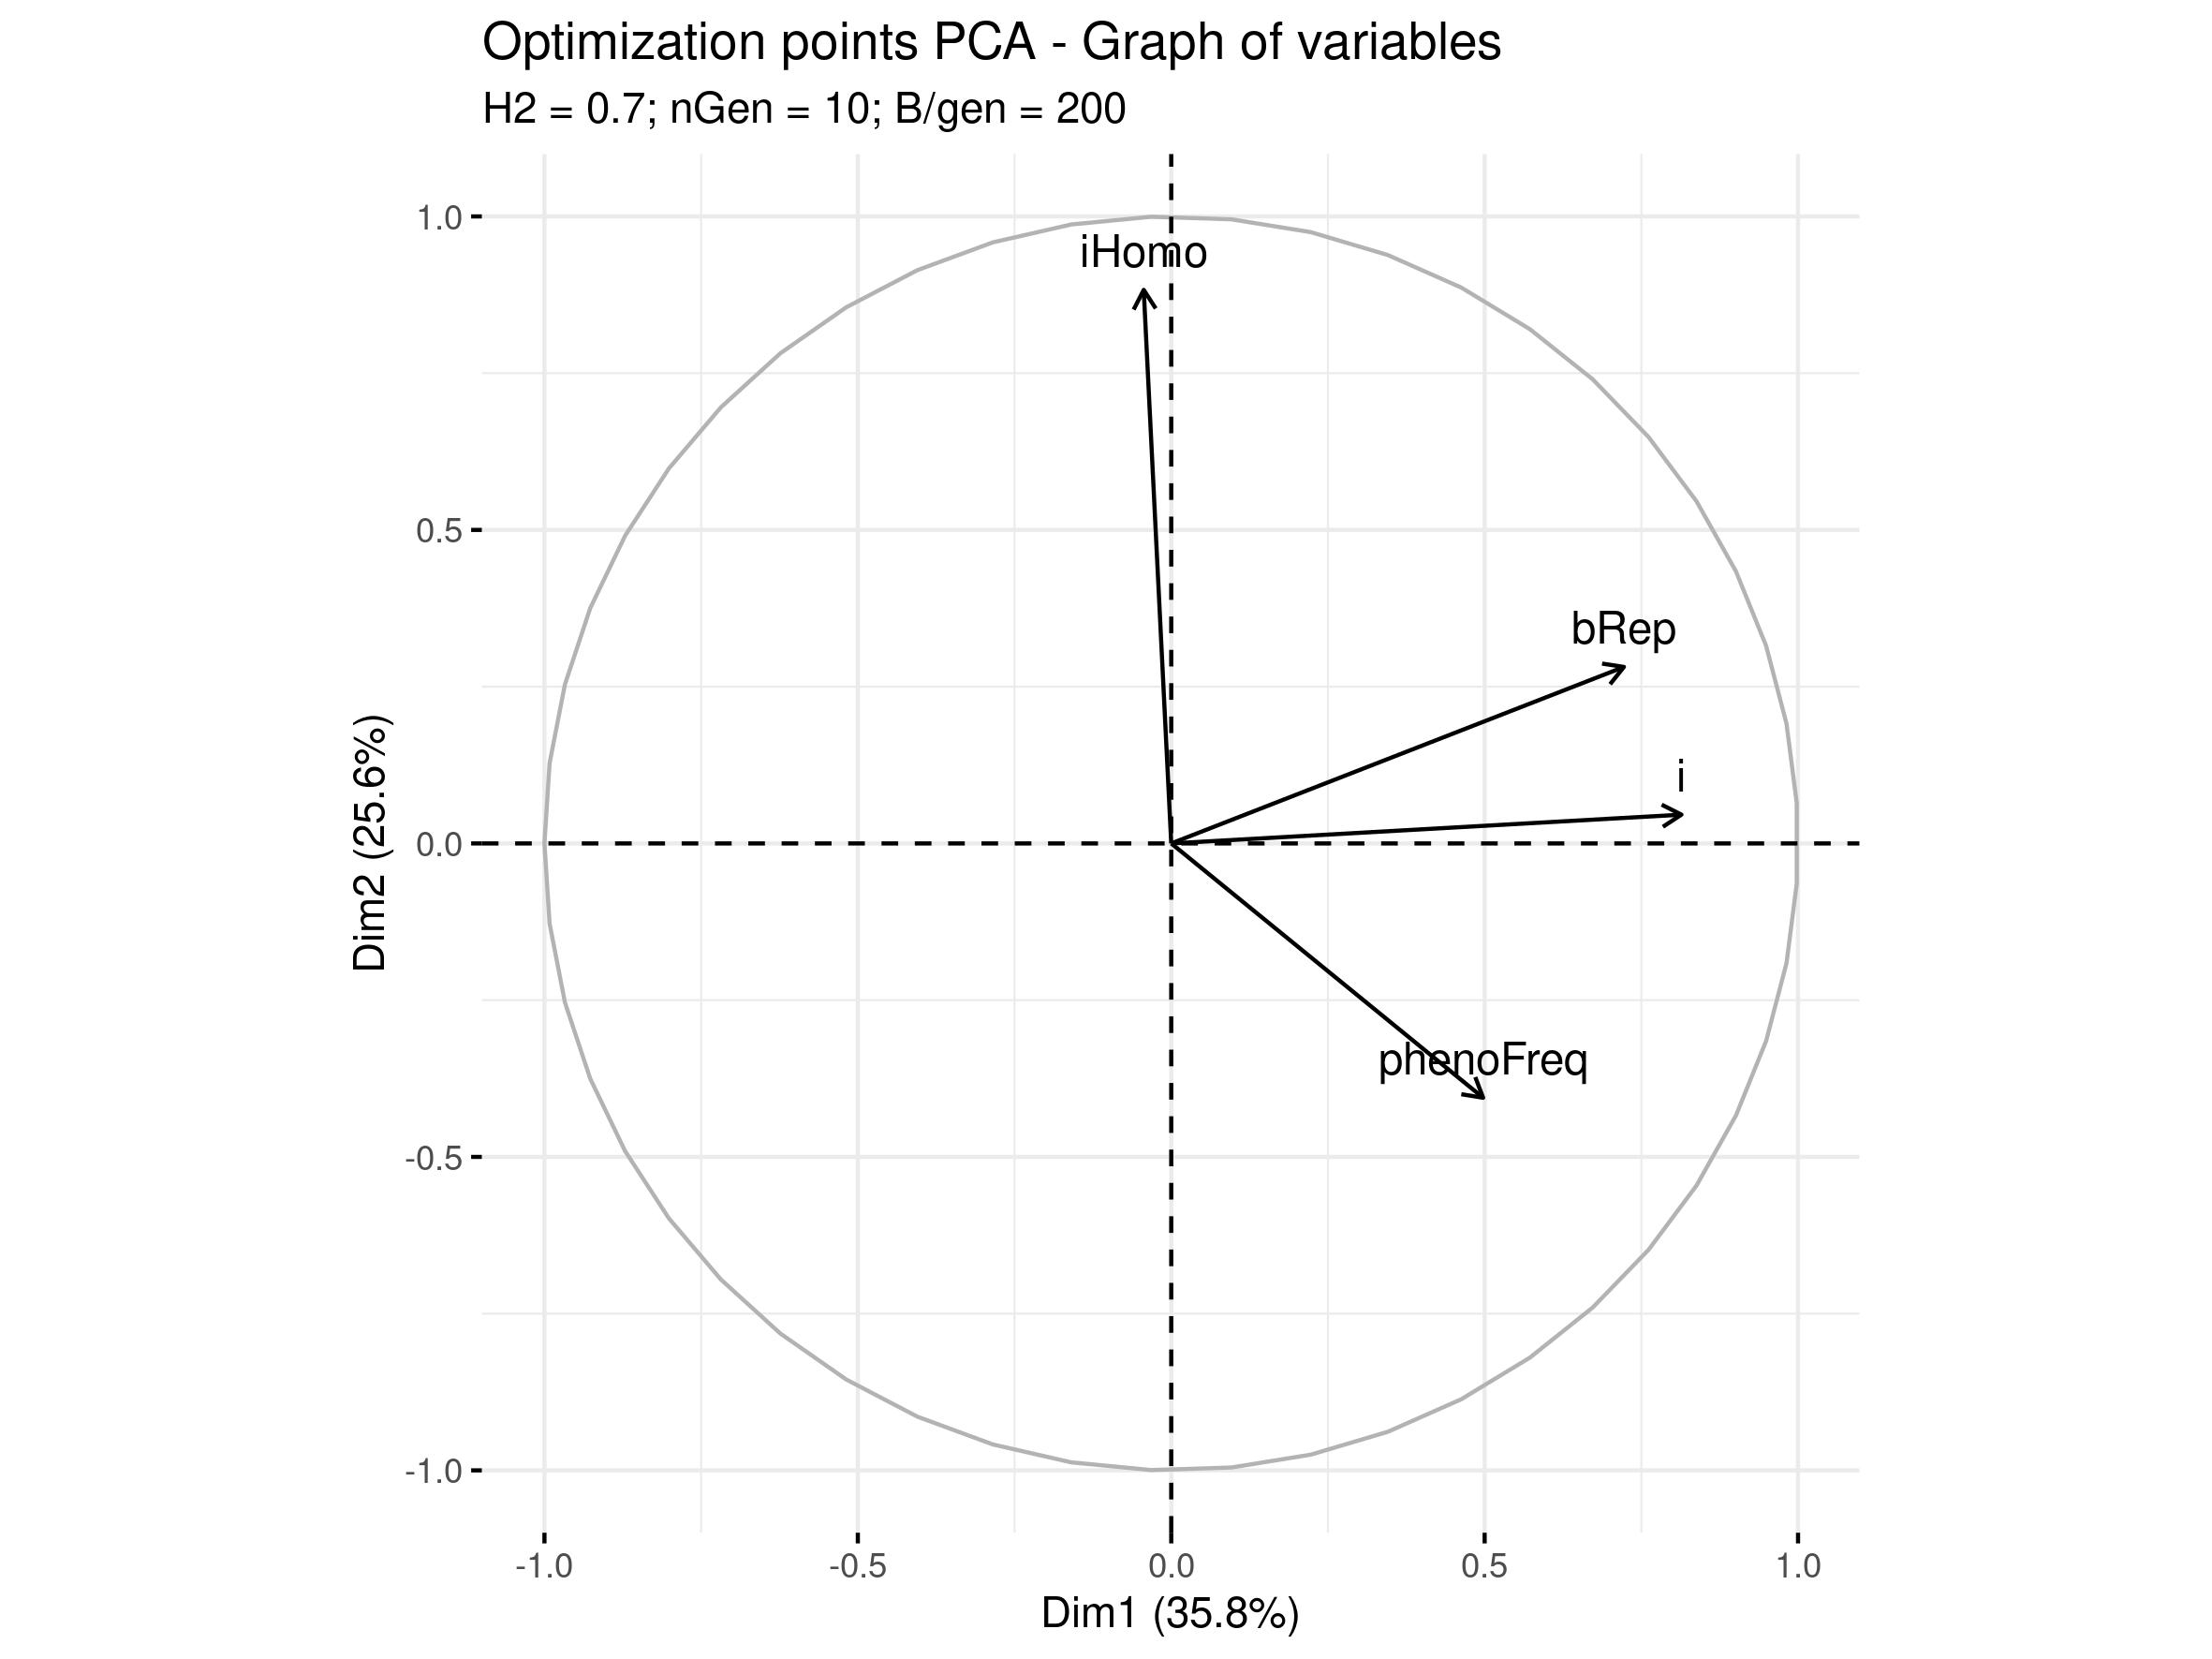 Optimization points PCA - Graph of variables
H2 = 0.7; nGen = 10; B/gen = 200
1.0
0.5
0.0
-0.5
-1.0
Dim2 (25.6%)
iHomo
bRep
i
phenoFreq
-1.0
-0.5
0.0
0.5
1.0
Dim1 (35.8%)